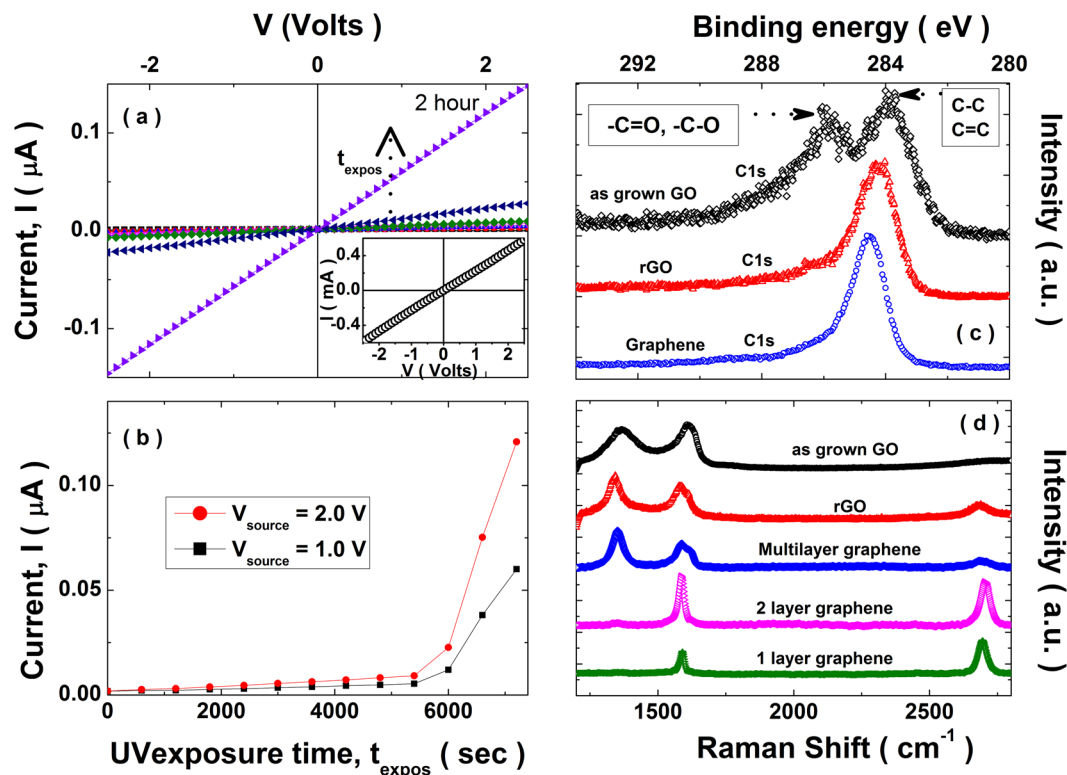 V (Volts )
-2 0 2
( a )
2 hour
t_expos
0.1
0.0
-0.1
Current, I ( μA )
I ( mA )
0.4
0.0
-0.4
-2 -1 0 1 2
V ( Volts )
( b )
V_source = 2.0 V
V_source = 1.0 V
0.10
0.05
0.00
Current, I ( μA )
0 2000 4000 6000
UVexposure time, t_expos ( sec )
Binding energy ( eV )
292 288 284 280
-C=O, -C-O
C-C
C=C
C1s
as grown GO
rGO
C1s
Graphene
C1s
( c )
Intensity (a.u. )
( d )
as grown GO
rGO
Multilayer graphene
2 layer graphene
1 layer graphene
Intensity ( a.u. )
1500 2000 2500
Raman Shift ( cm⁻¹ )